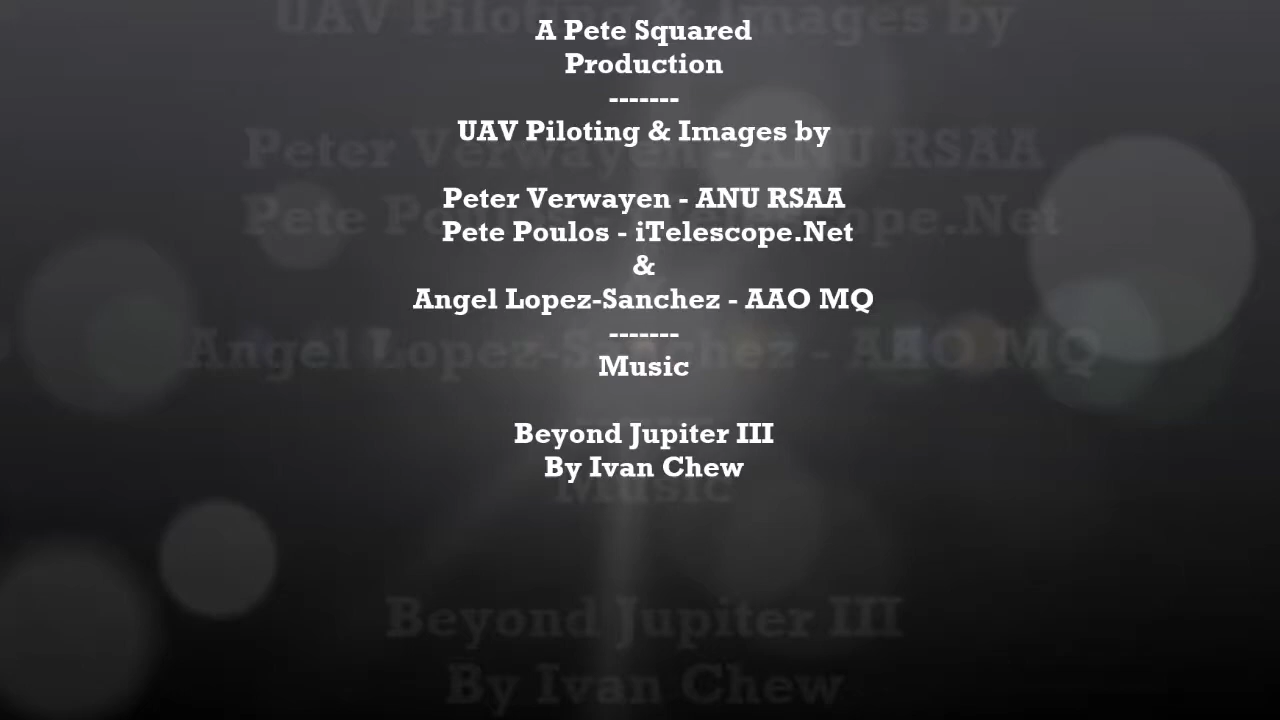 A Pete Squared
Production
-------
UAV Piloting & Images by
Peter Verwayen - ANU RSAA
Pete Poulos - iTelescope.Net
&
Angel Lopez-Sanchez - AAO MQ
-------
Music
Beyond Jupiter III
By Ivan Chew